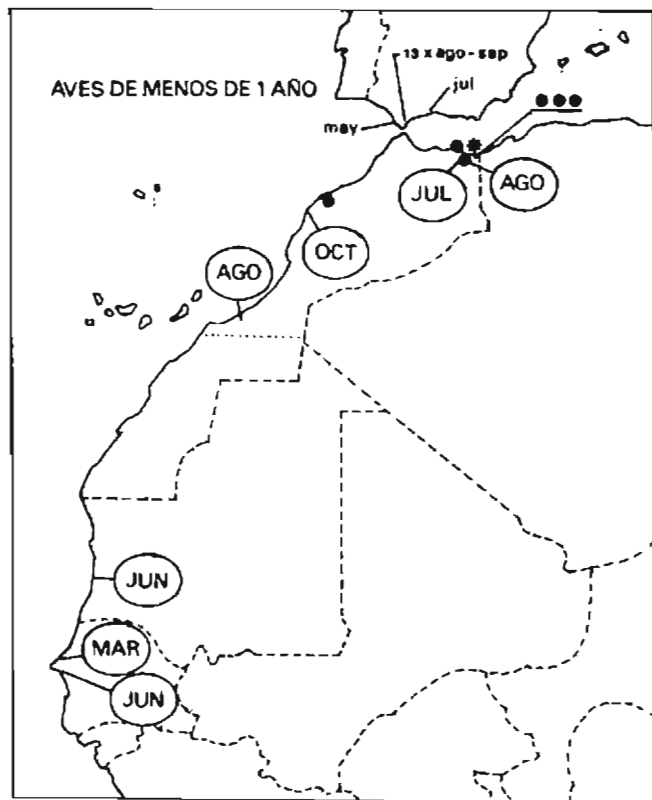 13 x ago - sep
AVES DE MENOS DE 1 AÑO
jul
may
JUL
AGO
OCT
AGO
JUN
MAR
JUN